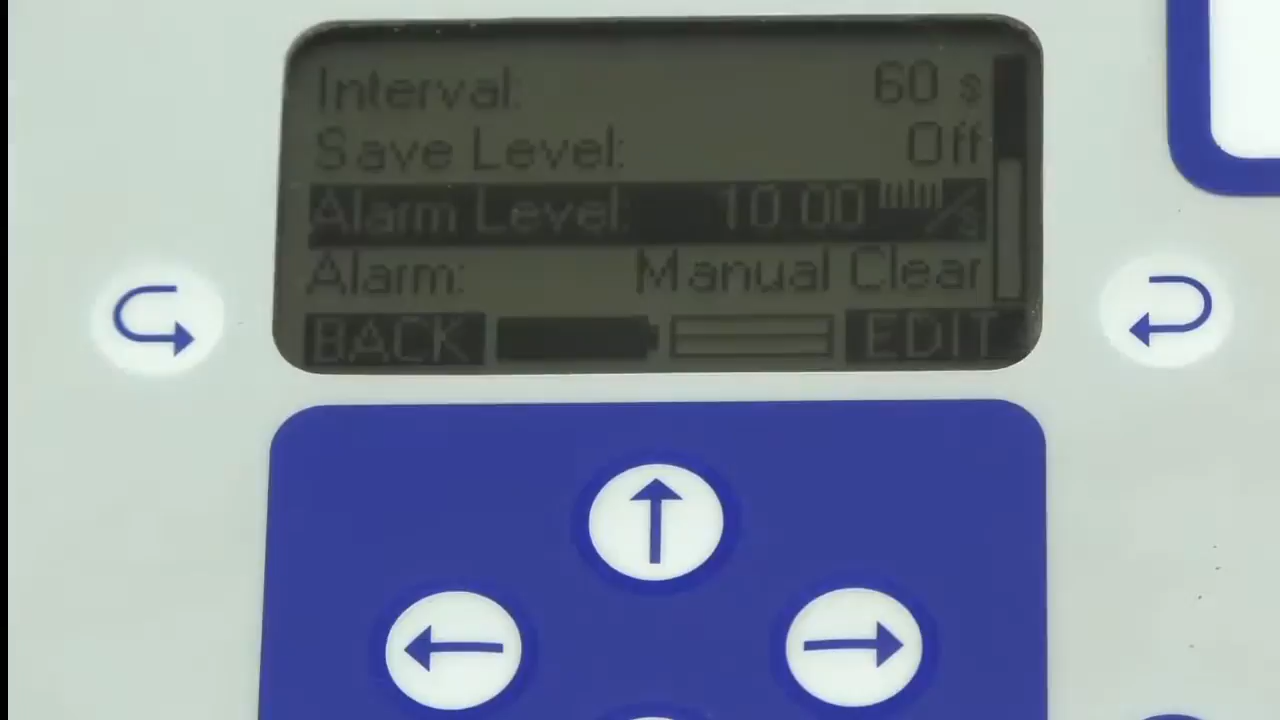 Interval: 60 s
Save Level: Off
Alarm Level: 10.00 /s
Alarm: Manual Clear
BACK EDIT